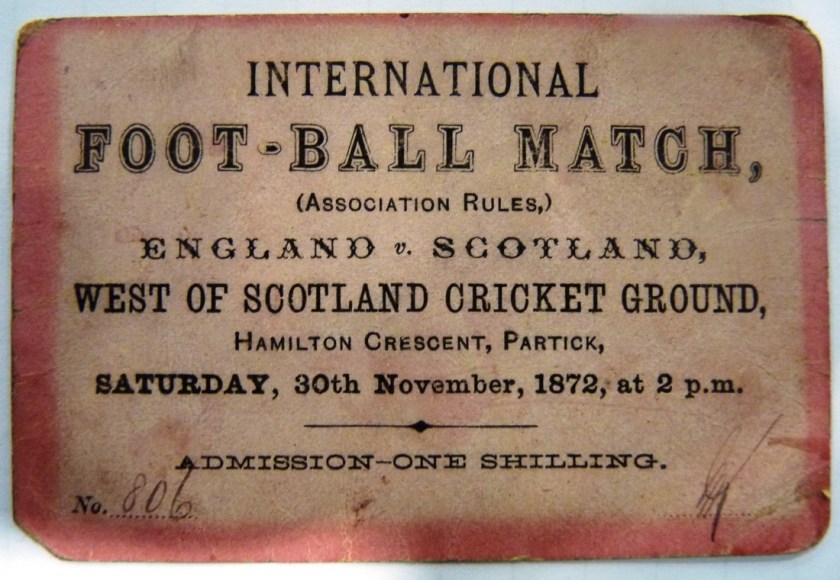 INTERNATIONAL
FOOT-BALL MATCH,
(ASSOCIATION RULES,)
ENGLAND v. SCOTLAND,
WEST OF SCOTLAND CRICKET GROUND,
HAMILTON CRESCENT, PARTICK,
SATURDAY, 30th November, 1872, at 2 p.m.
ADMISSION—ONE SHILLING.
No. 806